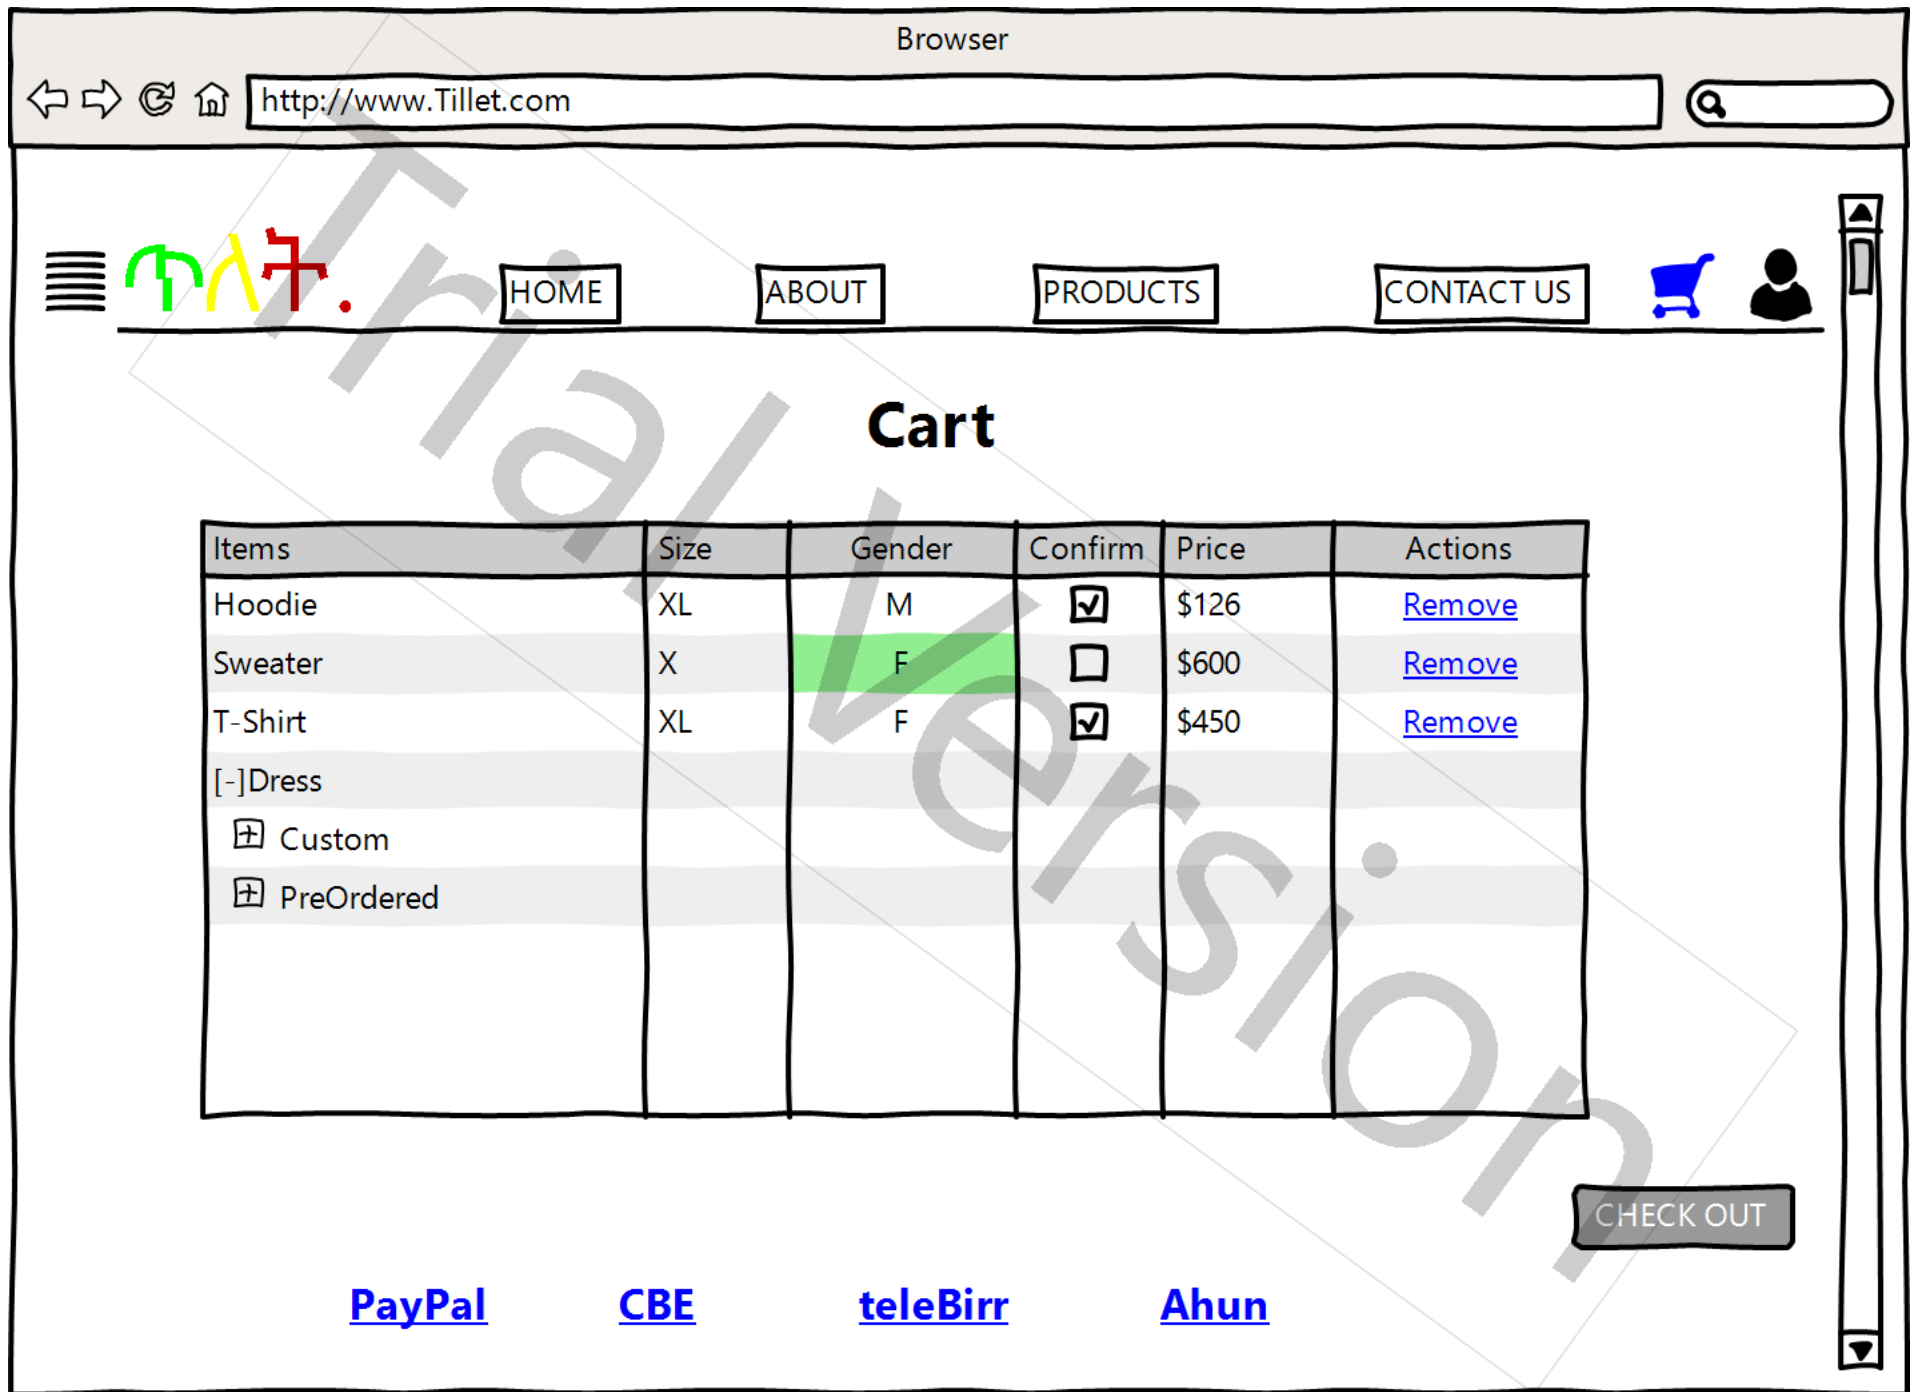 Browser
http://www.Tillet.com
ጥለት.
HOME ABOUT PRODUCTS CONTACT US
Cart
Items Size Gender Confirm Price Actions
Hoodie XL M $126 Remove
Sweater X F $600 Remove
T-Shirt XL F $450 Remove
[-]Dress
Custom
PreOrdered
CHECK OUT
PayPal CBE teleBirr Ahun
Trial Version